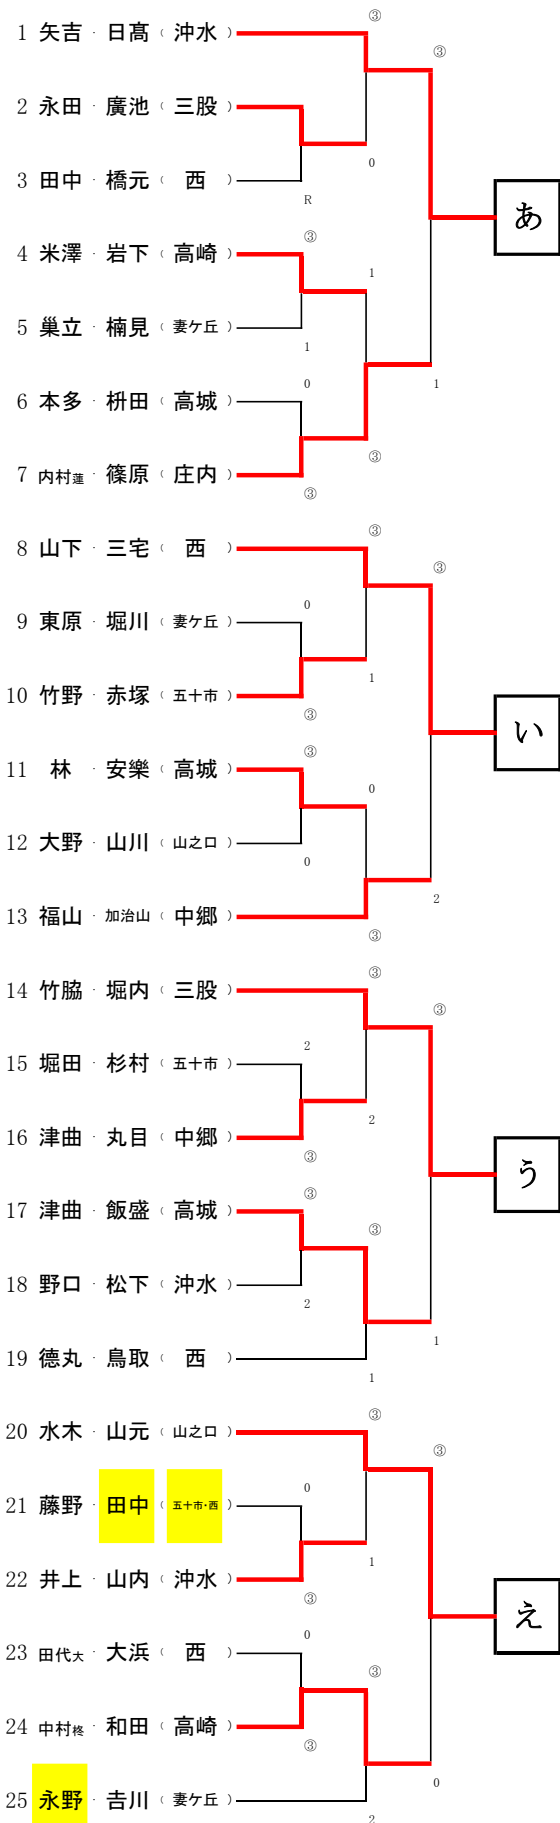 ③
1 矢吉・日髙（沖水）
③
2 永田・廣池（三股）
0
3 田中・橋元（西）
R
あ
③
4 米澤・岩下（高崎）
1
5 巣立・楠見（妻ケ丘）
1
0
1
6 本多・枡田（高城）
③
7 内村蓮・篠原（庄内）
③
③
8 山下・三宅（西）
③
0
9 東原・堀川（妻ケ丘）
1
10 竹野・赤塚（五十市）
③
い
③
11 林・安樂（高城）
0
12 大野・山川（山之口）
0
2
13 福山・加治山（中郷）
③
③
14 竹脇・堀内（三股）
③
2
15 堀田・杉村（五十市）
2
16 津曲・丸目（中郷）
③
う
③
17 津曲・飯盛（高城）
③
18 野口・松下（沖水）
2
1
19 德丸・鳥取（西）
1
③
20 水木・山元（山之口）
③
0
21 藤野・田中（五十市・西）
1
22 井上・山内（沖水）
③
え
0
23 田代大・大浜（西）
③
24 中村柊・和田（高崎）
③
0
25 永野・吉川（妻ケ丘）
2